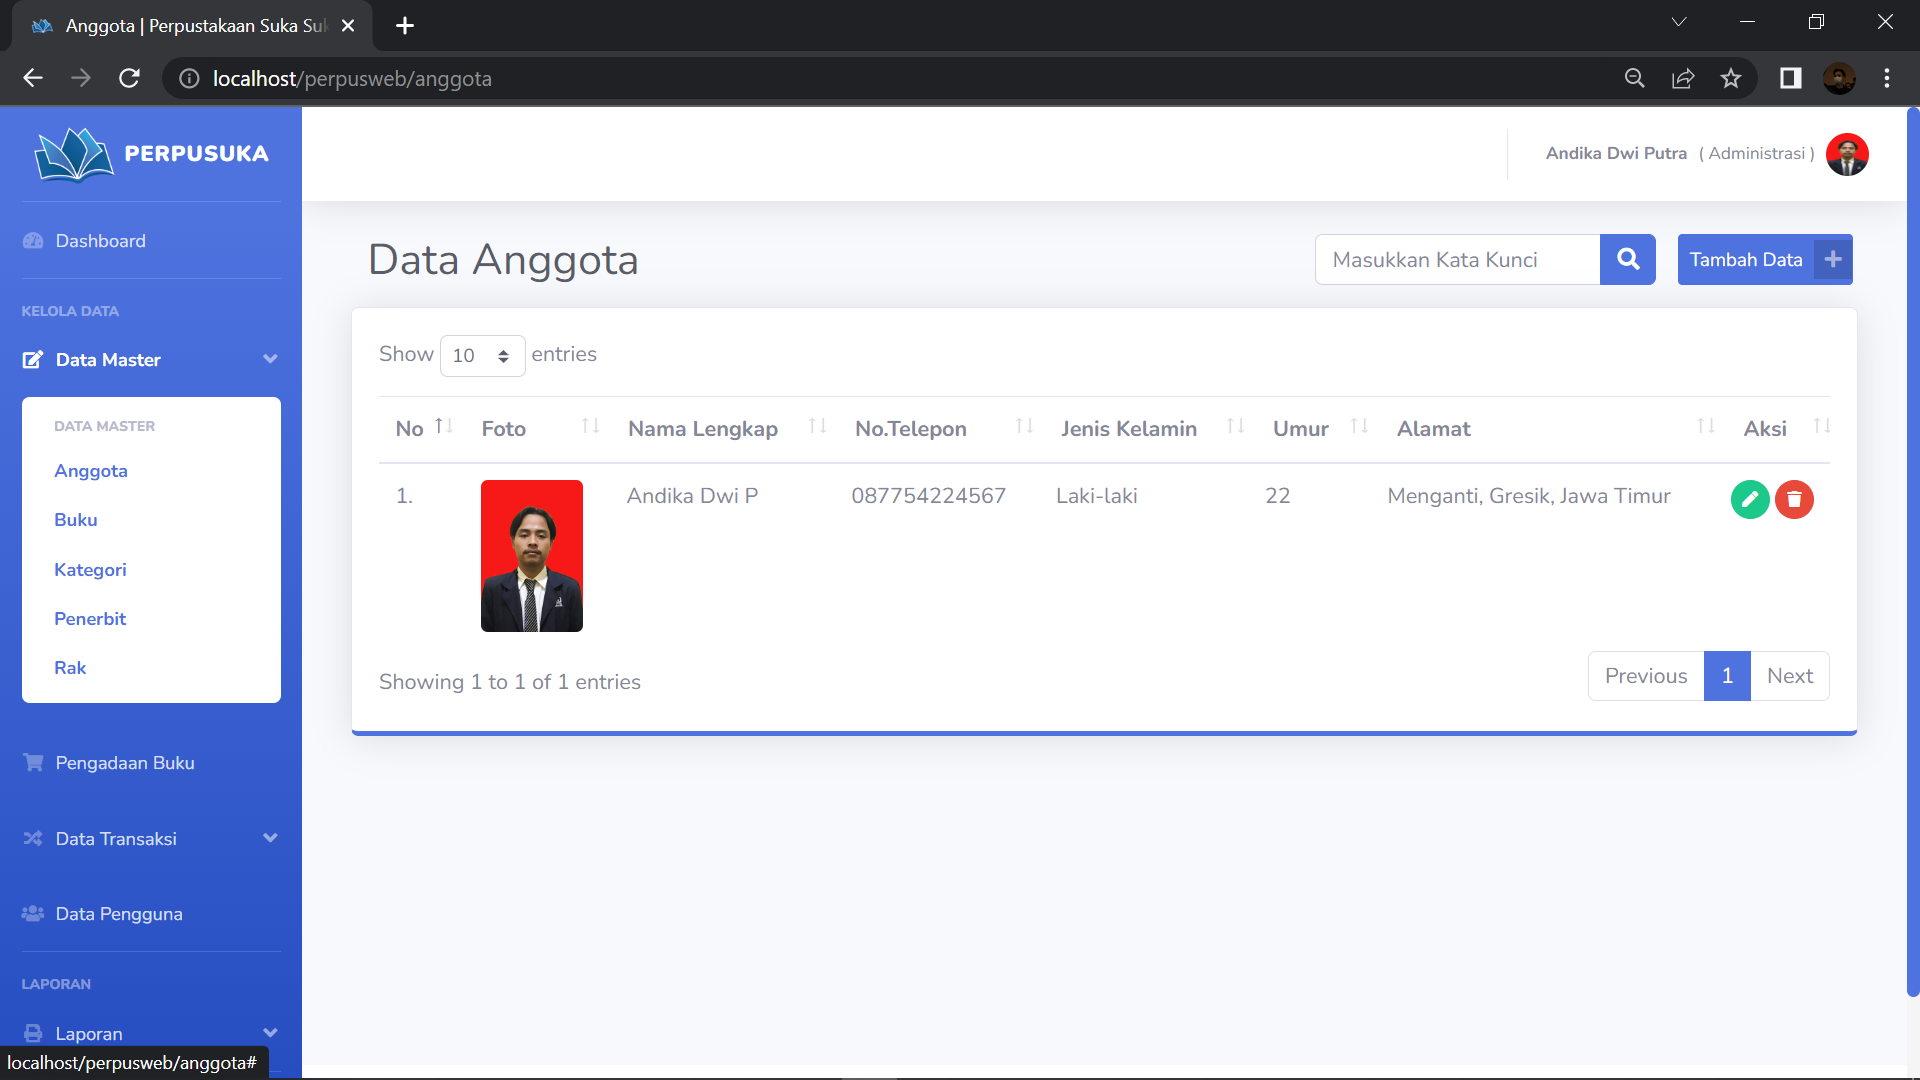 Anggota | Perpustakaan Suka Suk
localhost/perpusweb/anggota
PERPUSUKA
Andika Dwi Putra ( Administrasi )
Dashboard
KELOLA DATA
Data Master
DATA MASTER
Anggota
Buku
Kategori
Penerbit
Rak
Pengadaan Buku
Data Transaksi
Data Pengguna
LAPORAN
Laporan
localhost/perpusweb/anggota#
Data Anggota
Masukkan Kata Kunci
Tambah Data
Show 10 entries
No Foto Nama Lengkap No.Telepon Jenis Kelamin Umur Alamat Aksi
1. Andika Dwi P 087754224567 Laki-laki 22 Menganti, Gresik, Jawa Timur
Showing 1 to 1 of 1 entries
Previous 1 Next